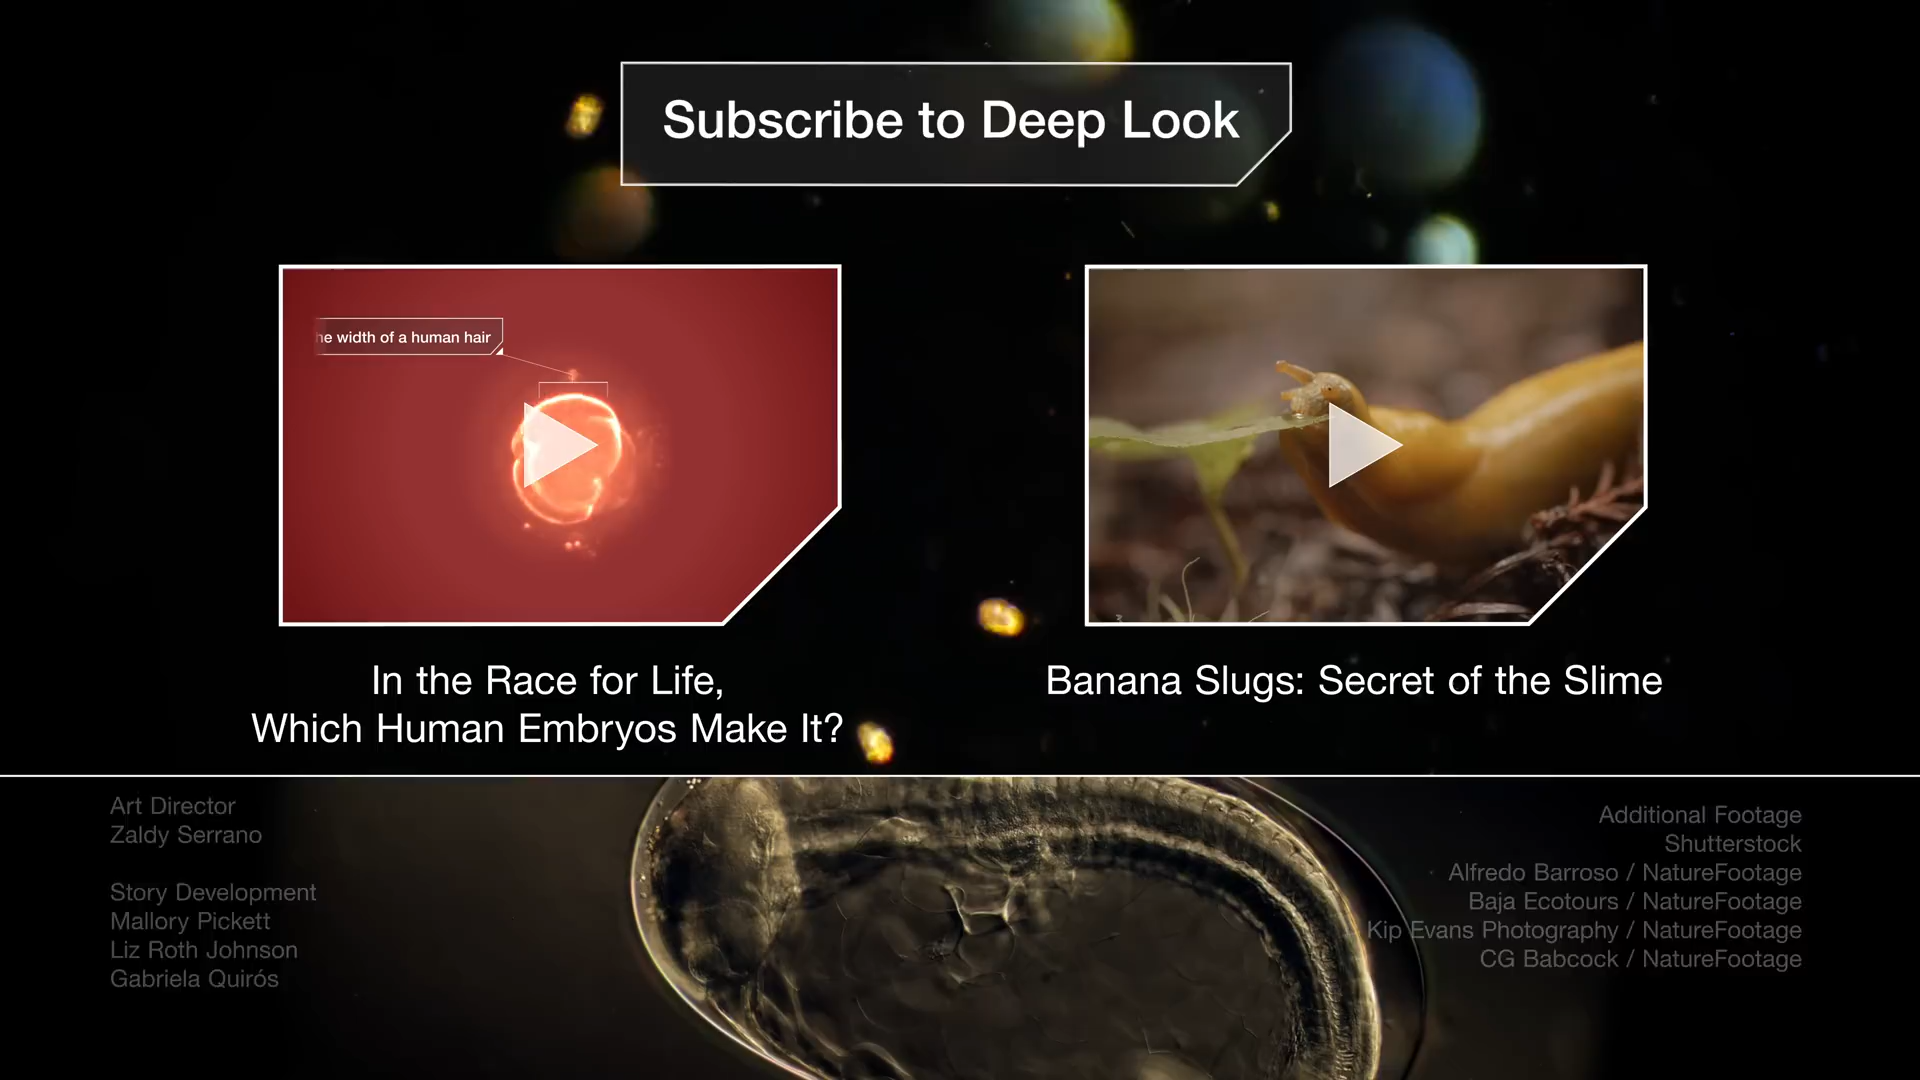 Subscribe to Deep Look
he width of a human hair
In the Race for Life,
Which Human Embryos Make It?
Banana Slugs: Secret of the Slime
Art Director
Zaldy Serrano
Story Development
Mallory Pickett
Liz Roth Johnson
Gabriela Quirós
Additional Footage
Shutterstock
Alfredo Barroso / NatureFootage
Baja Ecotours / NatureFootage
Kip Evans Photography / NatureFootage
CG Babcock / NatureFootage